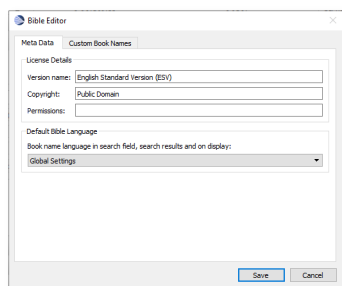 Bible Editor
Meta Data Custom Book Names
License Details
Version name: English Standard Version (ESV)
Copyright: Public Domain
Permissions:
Default Bible Language
Book name language in search field, search results and on display:
Global Settings
Save Cancel